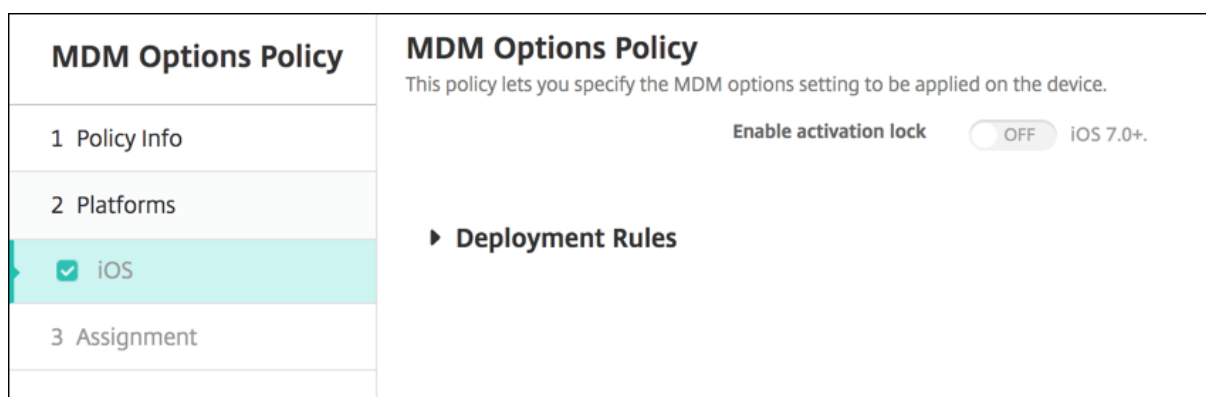 MDM Options Policy
1 Policy Info
2 Platforms
iOS
3 Assignment
MDM Options Policy
This policy lets you specify the MDM options setting to be applied on the device.
Enable activation lock OFF iOS 7.0+.
Deployment Rules